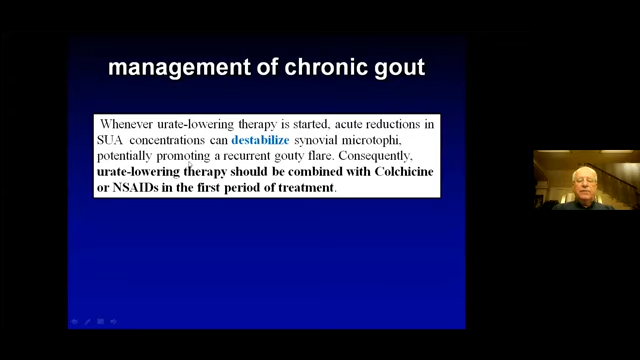 management of chronic gout
Whenever urate-lowering therapy is started, acute reductions in
SUA concentrations can destabilize synovial microtophi,
potentially promoting a recurrent gouty flare. Consequently,
urate-lowering therapy should be combined with Colchicine
or NSAIDs in the first period of treatment.